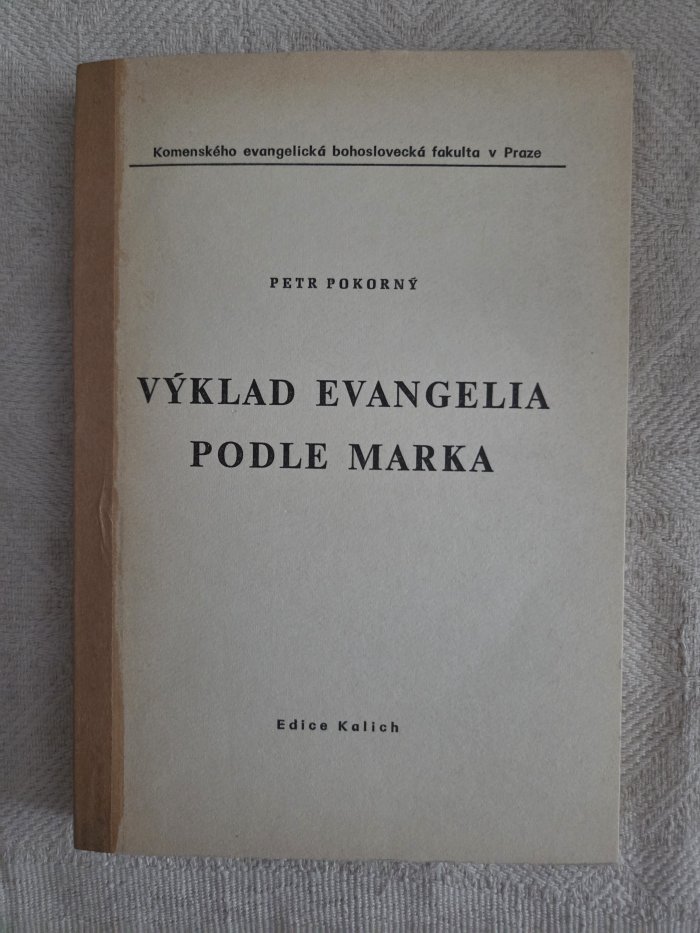 Komenského evangelická bohoslovecká fakulta v Praze
PETR POKORNÝ
VÝKLAD EVANGELIA
PODLE MARKA
Edice Kalich